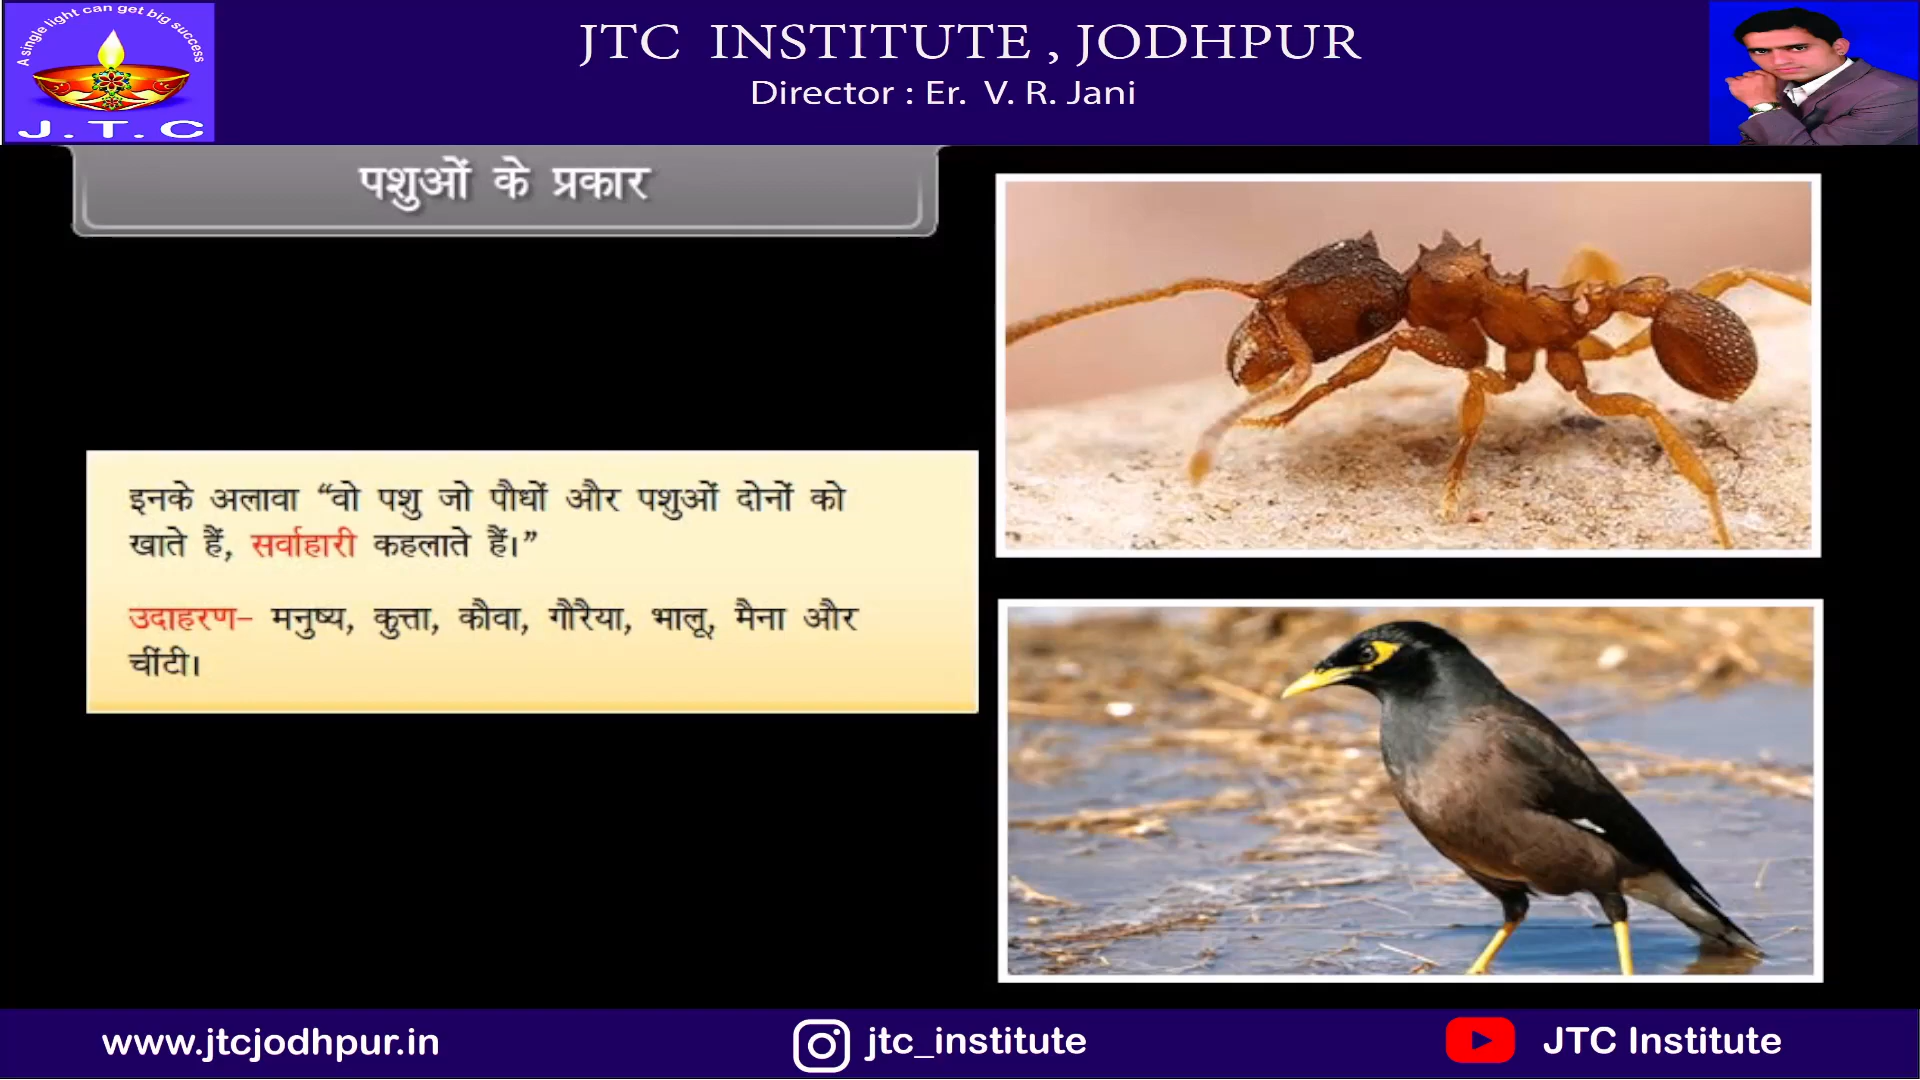 A single light can get big success
J.T.C
JTC INSTITUTE , JODHPUR
Director : Er. V. R. Jani
पशुओं के प्रकार
इनके अलावा “वो पशु जो पौधों और पशुओं दोनों को
खाते हैं, सर्वाहारी कहलाते हैं।”
उदाहरण– मनुष्य, कुत्ता, कौवा, गौरैया, भालू, मैना और
चींटी।
www.jtcjodhpur.in
jtc_institute
JTC Institute